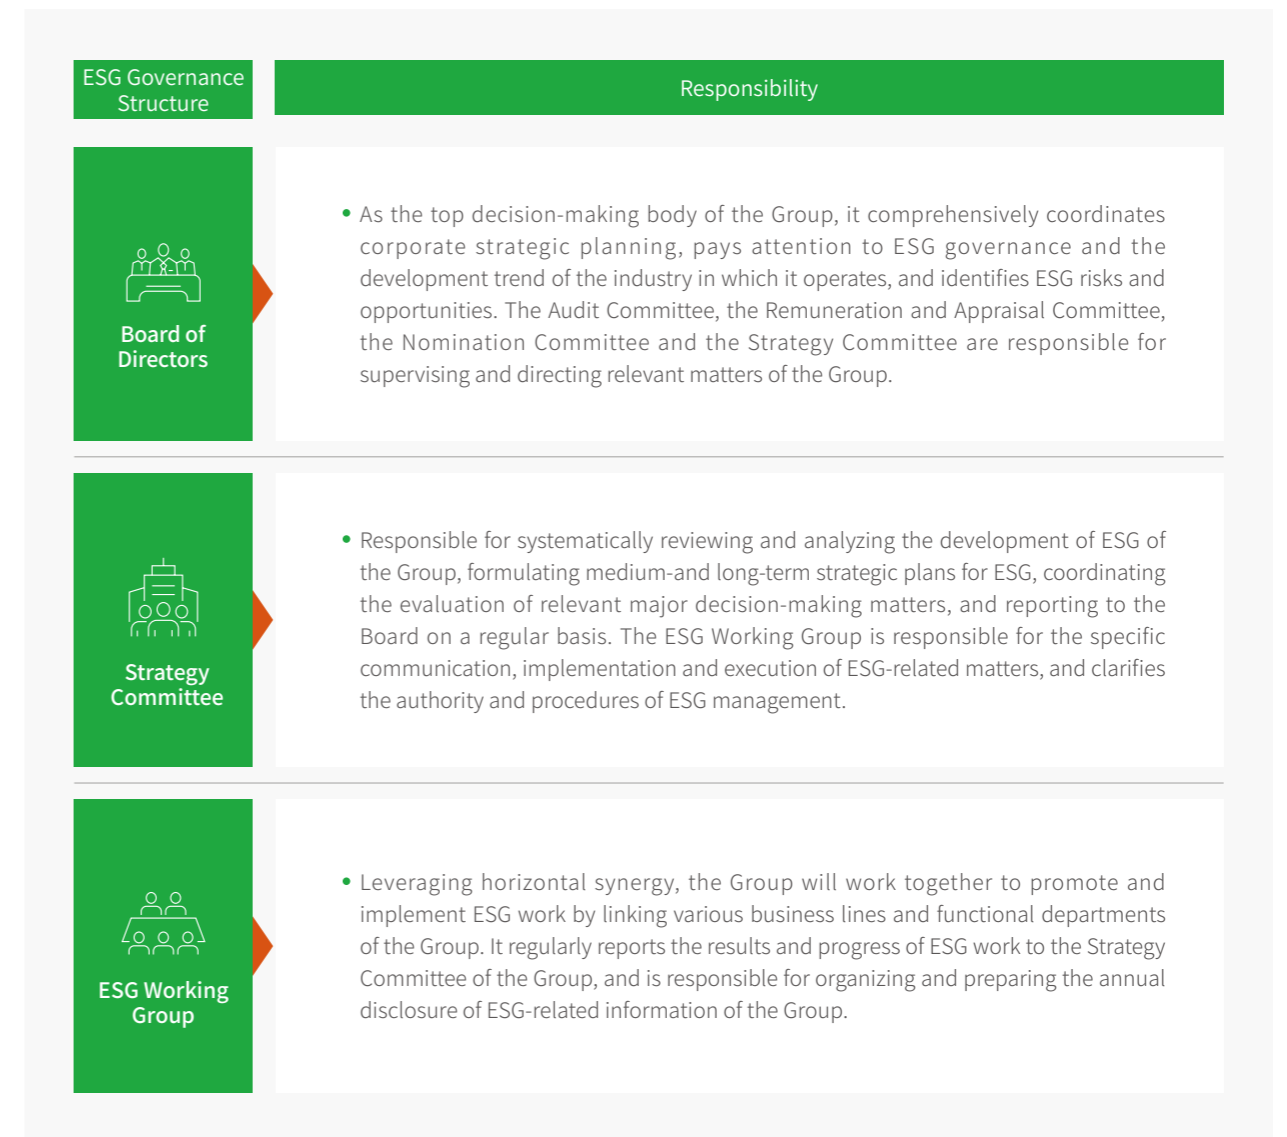 ESG Governance
Structure
Responsibility
Board of
Directors
• As the top decision-making body of the Group, it comprehensively coordinates
corporate strategic planning, pays attention to ESG governance and the
development trend of the industry in which it operates, and identifies ESG risks and
opportunities. The Audit Committee, the Remuneration and Appraisal Committee,
the Nomination Committee and the Strategy Committee are responsible for
supervising and directing relevant matters of the Group.
Strategy
Committee
• Responsible for systematically reviewing and analyzing the development of ESG of
the Group, formulating medium-and long-term strategic plans for ESG, coordinating
the evaluation of relevant major decision-making matters, and reporting to the
Board on a regular basis. The ESG Working Group is responsible for the specific
communication, implementation and execution of ESG-related matters, and clarifies
the authority and procedures of ESG management.
ESG Working
Group
• Leveraging horizontal synergy, the Group will work together to promote and
implement ESG work by linking various business lines and functional departments
of the Group. It regularly reports the results and progress of ESG work to the Strategy
Committee of the Group, and is responsible for organizing and preparing the annual
disclosure of ESG-related information of the Group.